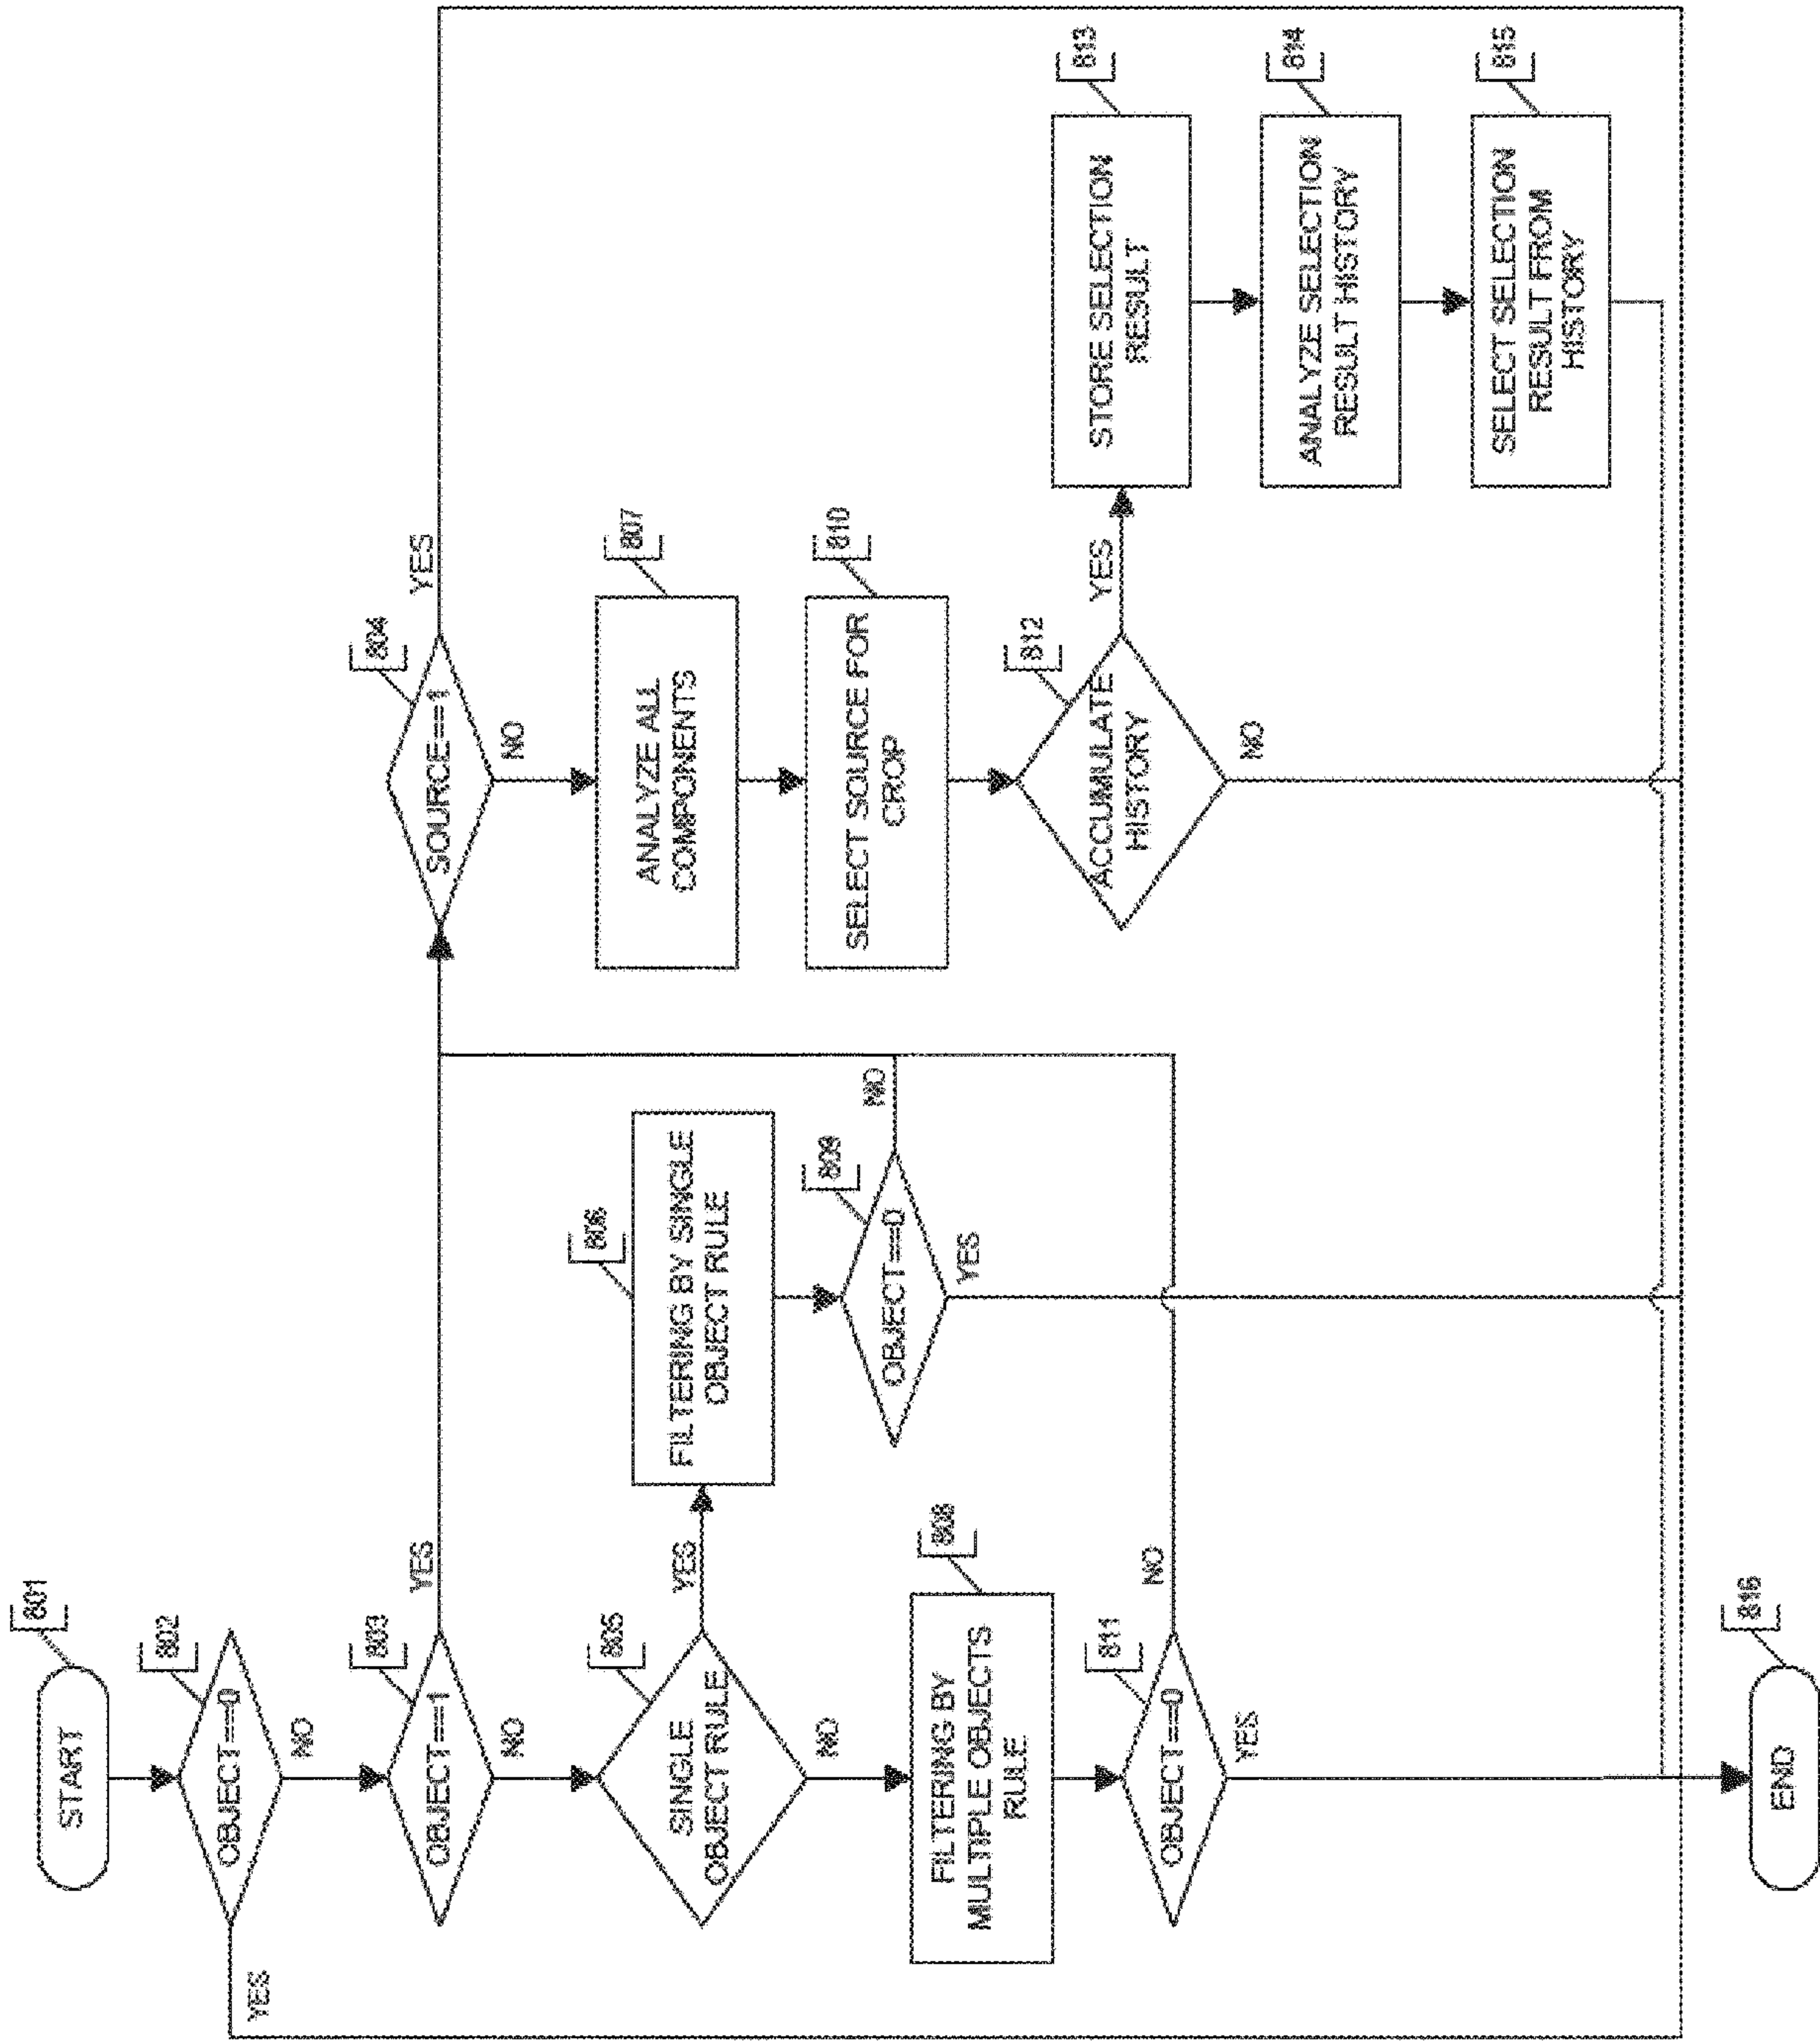 START
801
OBJECT==0
802
YES
NO
OBJECT==1
803
YES
NO
SINGLE
OBJECT RULE
805
YES
NO
FILTERING BY SINGLE
OBJECT RULE
806
OBJECT==0
809
NO
YES
FILTERING BY
MULTIPLE OBJECTS
RULE
808
OBJECT==0
811
NO
YES
SOURCE==1
804
YES
NO
ANALYZE ALL
COMPONENTS
807
SELECT SOURCE FOR
CROP
810
ACCUMULATE
HISTORY
812
YES
NO
STORE SELECTION
RESULT
813
ANALYZE SELECTION
RESULT HISTORY
814
SELECT SELECTION
RESULT FROM
HISTORY
815
END
816